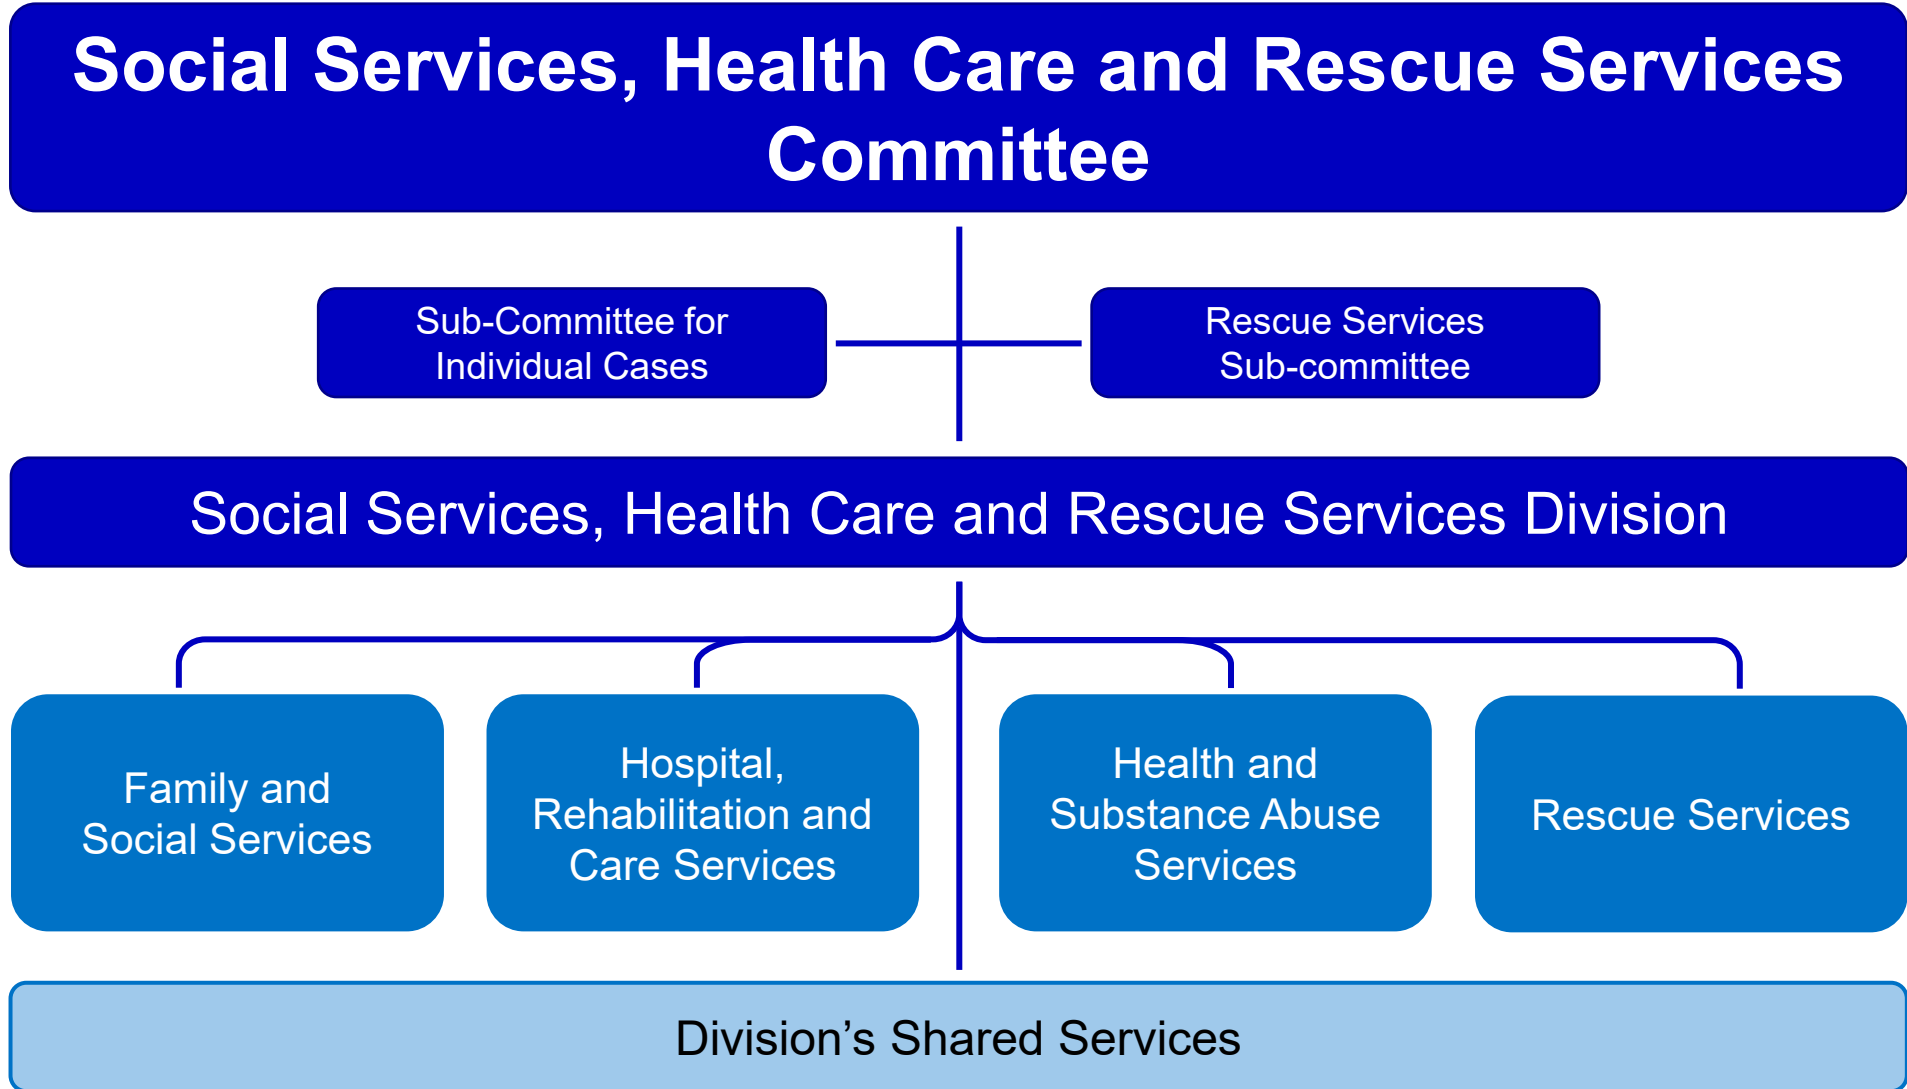 Social Services, Health Care and Rescue Services
Committee
Sub-Committee for
Individual Cases
Rescue Services
Sub-committee
Social Services, Health Care and Rescue Services Division
Family and
Social Services
Hospital,
Rehabilitation and
Care Services
Health and
Substance Abuse
Services
Rescue Services
Division’s Shared Services